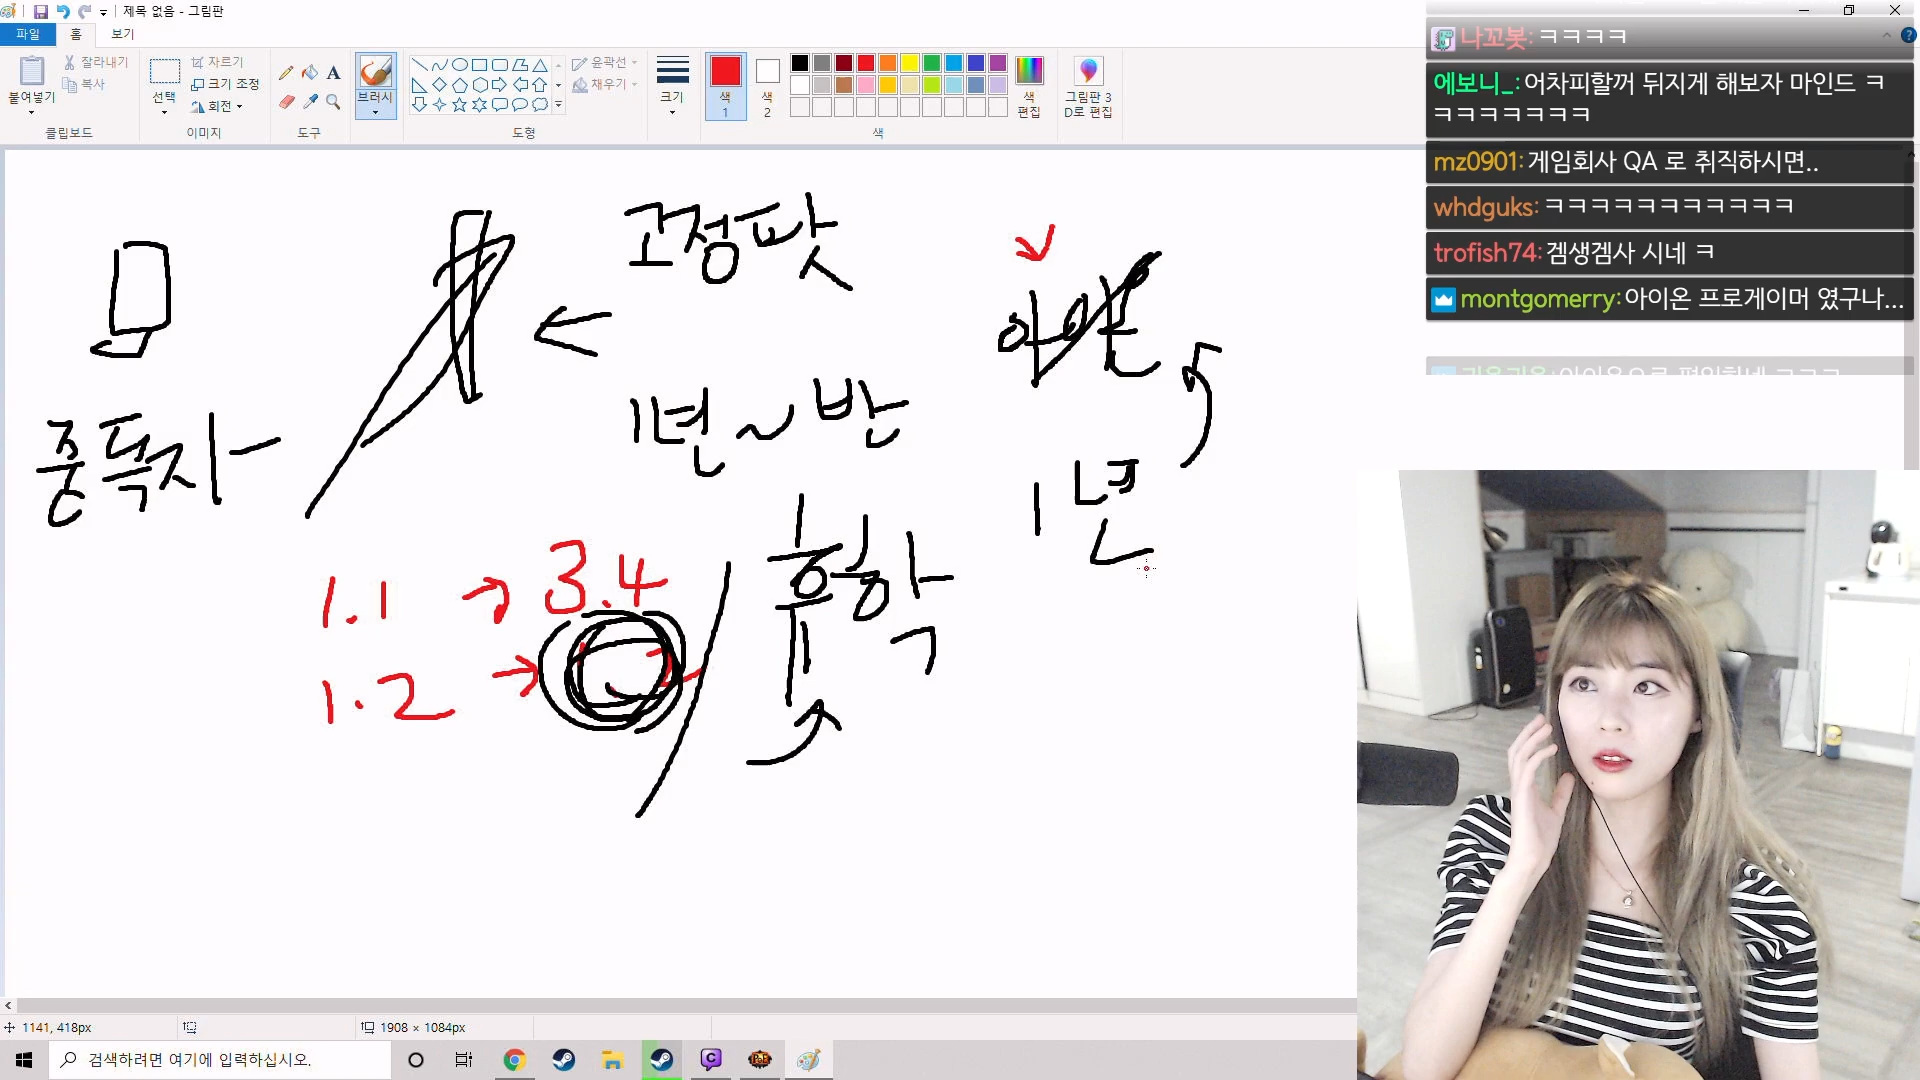 제목 없음 - 그림판
파일 홈 보기
붙여넣기
잘라내기
복사
클립보드
선택
자르기
크기 조정
회전
이미지
A
도구
브러시
윤곽선
채우기
도형
크기
색 1
색 2
색 편집
색
그림판 3D로 편집
나꼬봇: ㅋㅋㅋㅋ
에보니_: 어차피할꺼 뒤지게 해보자 마인드 ㅋ
ㅋㅋㅋㅋㅋㅋㅋ
mz0901: 게임회사 QA 로 취직하시면..
whdguks: ㅋㅋㅋㅋㅋㅋㅋㅋㅋㅋㅋ
trofish74: 겜생겜사 시네 ㅋ
montgomerry: 아이온 프로게이머 였구나...
고정팟
아이온
1년~반
중독자
1년
휴학
1.1 → 3.4
1.2 →
1141, 418px
1908 × 1084px
검색하려면 여기에 입력하십시오.